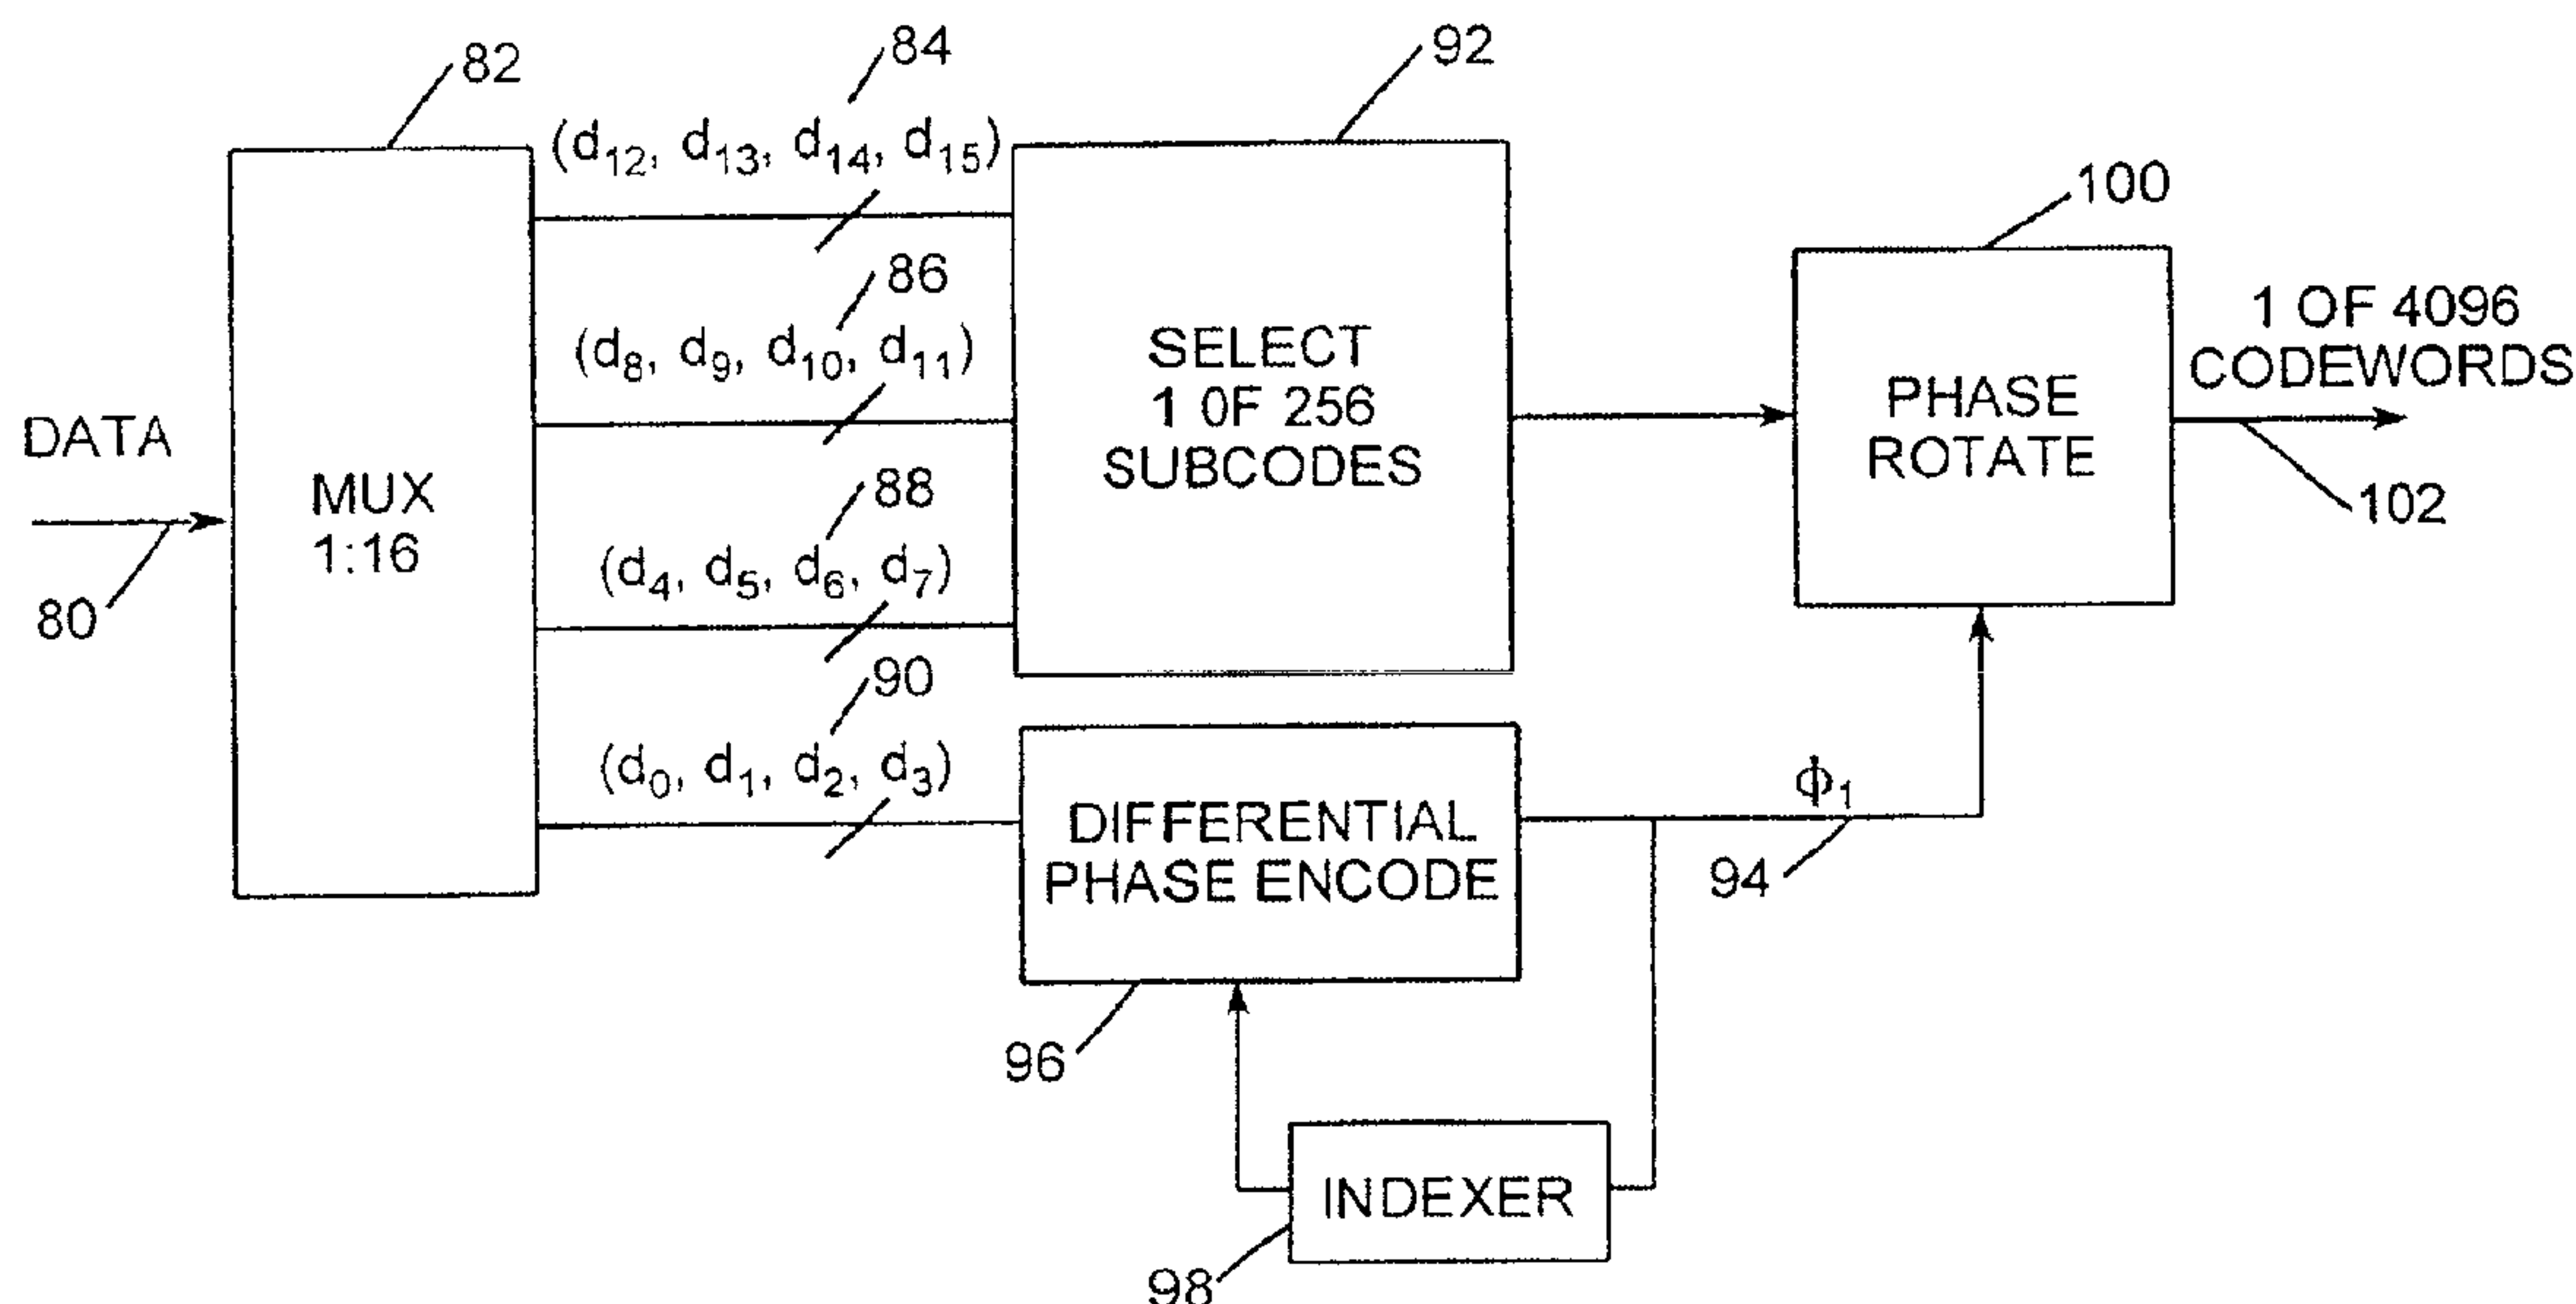 84
92
82
(d12, d13, d14, d15)
100
86
1 OF 4096
CODEWORDS
(d8, d9, d10, d11)
SELECT
1 0F 256
SUBCODES
PHASE
ROTATE
DATA
MUX
1:16
88
102
(d4, d5, d6, d7)
80
90
(d0, d1, d2, d3)
ϕ1
DIFFERENTIAL
PHASE ENCODE
94
96
INDEXER
98